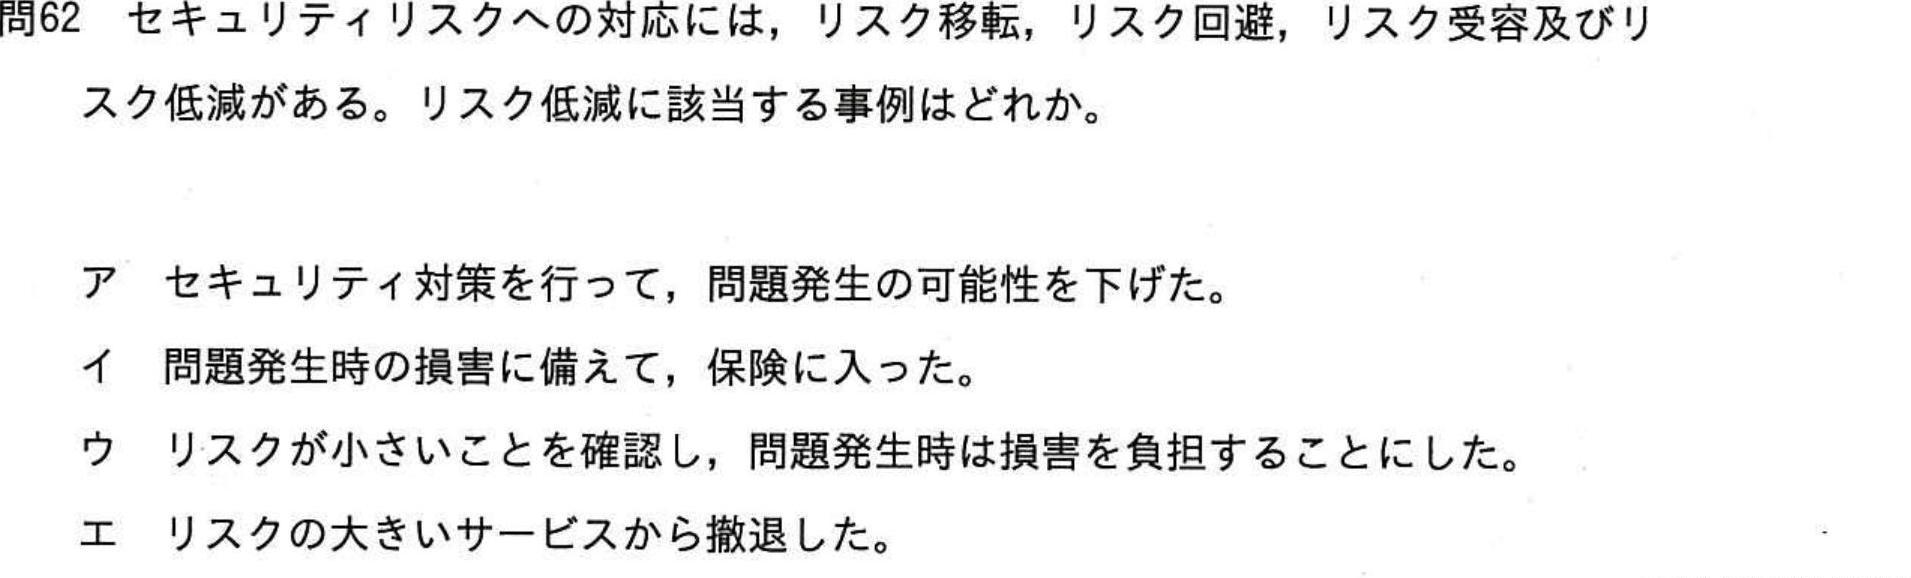 問62　セキュリティリスクへの対応には，リスク移転，リスク回避，リスク受容及びリ
スク低減がある。リスク低減に該当する事例はどれか。
ア　セキュリティ対策を行って，問題発生の可能性を下げた。
イ　問題発生時の損害に備えて，保険に入った。
ウ　リスクが小さいことを確認し，問題発生時は損害を負担することにした。
エ　リスクの大きいサービスから撤退した。